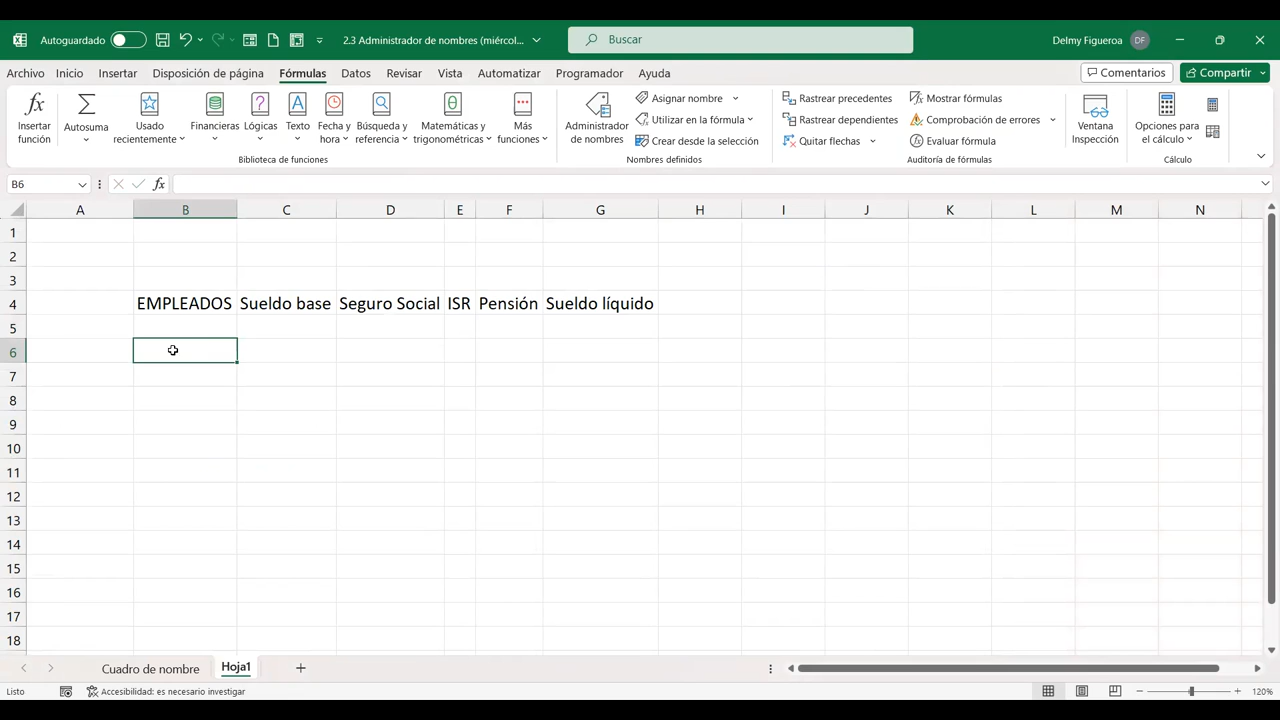 Autoguardado 2.3 Administrador de nombres (miércol... Buscar Delmy Figueroa DF
Archivo Inicio Insertar Disposición de página Fórmulas Datos Revisar Vista Automatizar Programador Ayuda Comentarios Compartir
Insertar función
Autosuma
Usado recientemente
Financieras
Lógicas
Texto
Fecha y hora
Búsqueda y referencia
Matemáticas y trigonométricas
Más funciones
Biblioteca de funciones
Administrador de nombres
Asignar nombre
Utilizar en la fórmula
Crear desde la selección
Nombres definidos
Rastrear precedentes
Rastrear dependientes
Quitar flechas
Mostrar fórmulas
Comprobación de errores
Evaluar fórmula
Auditoría de fórmulas
Ventana Inspección
Opciones para el cálculo
Cálculo
B6 fx
A B C D E F G H I J K L M N
1
2
3
4 EMPLEADOS Sueldo base Seguro Social ISR Pensión Sueldo líquido
5
6
7
8
9
10
11
12
13
14
15
16
17
18
Cuadro de nombre Hoja1
Listo Accesibilidad: es necesario investigar 120%